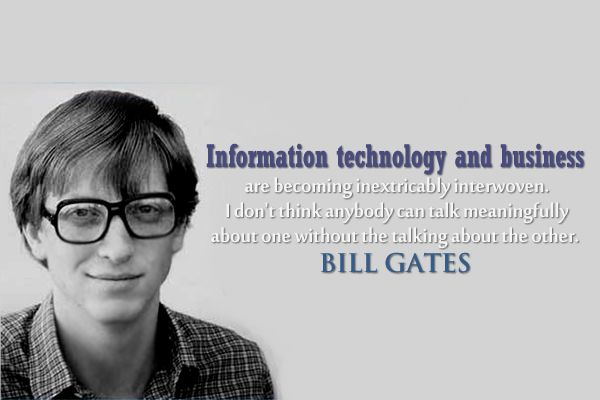 Information technology and business
are becoming inextricably interwoven.
I don't think anybody can talk meaningfully
about one without the talking about the other.
BILL GATES